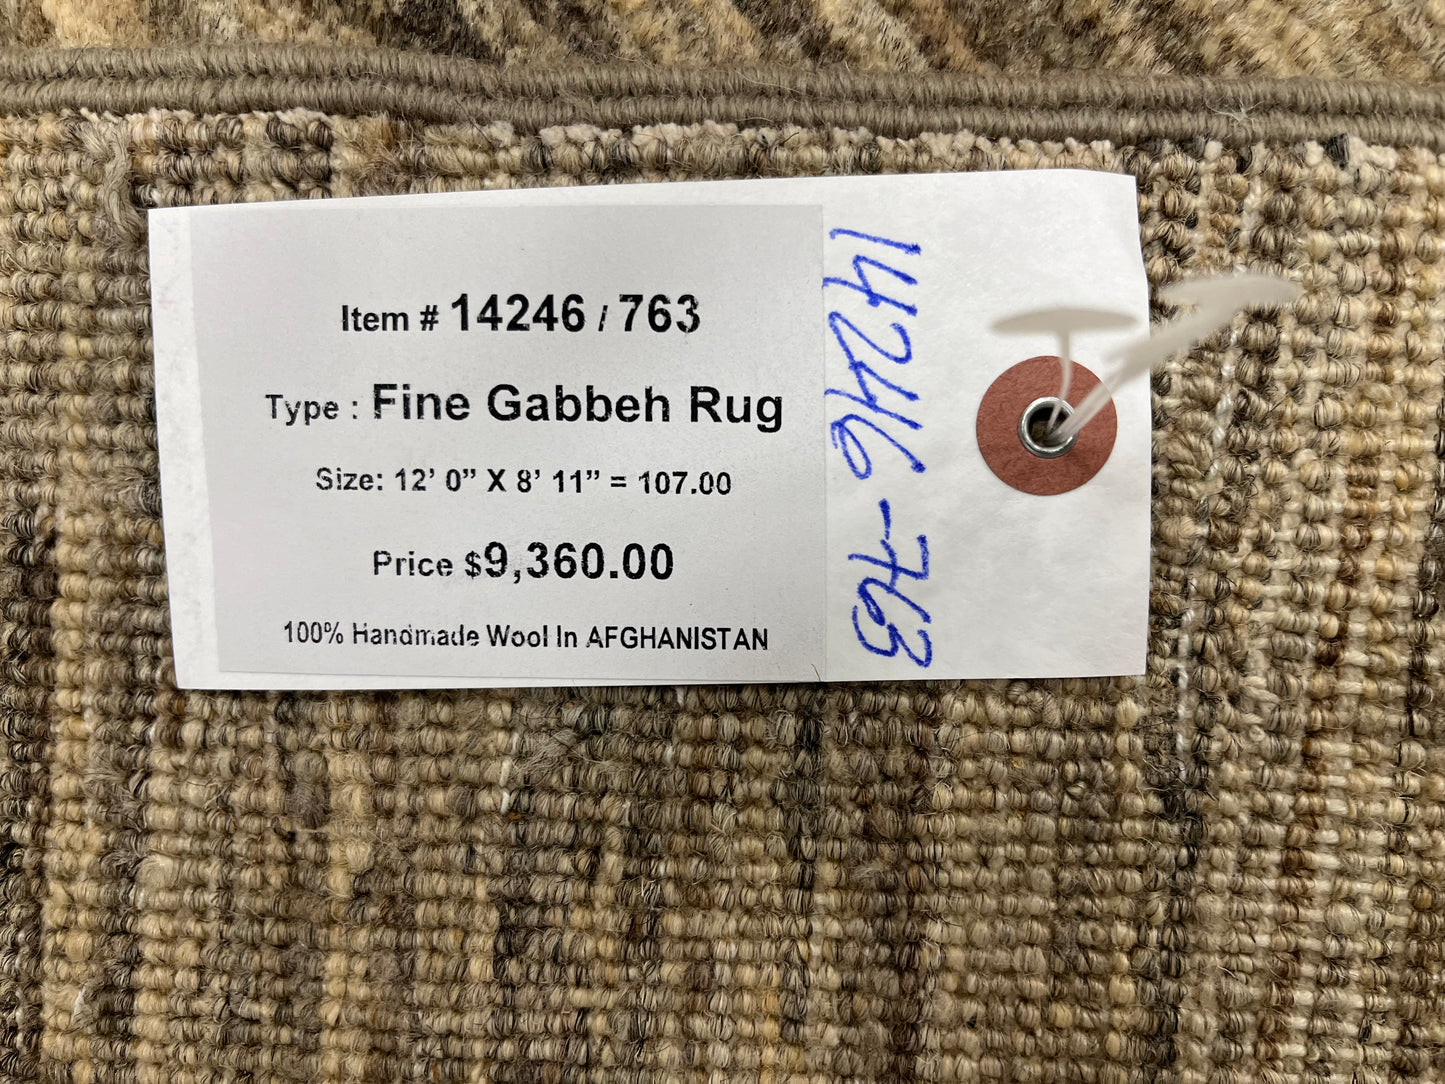 Item # 14246 / 763
Type : Fine Gabbeh Rug
Size: 12’ 0” X 8’ 11” = 107.00
Price $9,360.00
100% Handmade Wool In AFGHANISTAN
14246-763